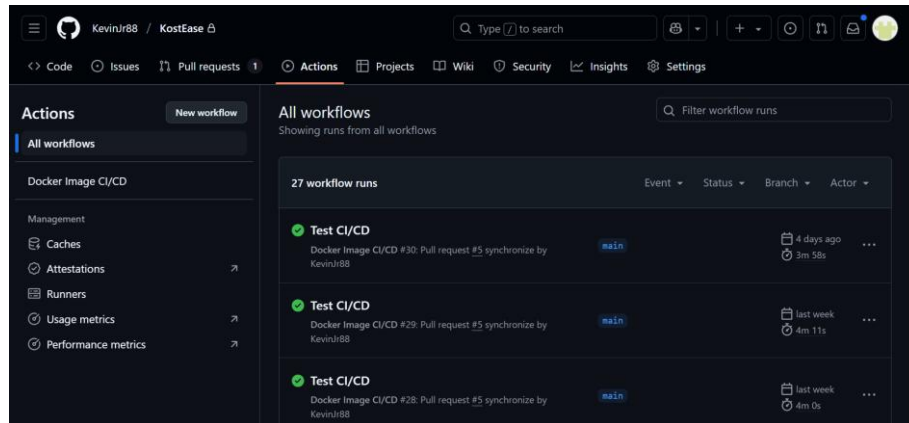 KevinJr88 / KostEase
Type / to search
Code Issues Pull requests 1 Actions Projects Wiki Security Insights Settings
Actions
New workflow
All workflows
Docker Image CI/CD
Management
Caches
Attestations
Runners
Usage metrics
Performance metrics
All workflows
Showing runs from all workflows
Filter workflow runs
27 workflow runs
Event Status Branch Actor
Test CI/CD
Docker Image CI/CD #30: Pull request #5 synchronize by
KevinJr88
main
4 days ago
3m 58s
Test CI/CD
Docker Image CI/CD #29: Pull request #5 synchronize by
KevinJr88
main
last week
4m 11s
Test CI/CD
Docker Image CI/CD #28: Pull request #5 synchronize by
KevinJr88
main
last week
4m 0s